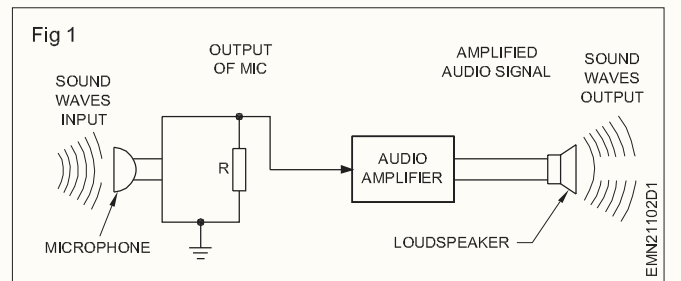 Fig 1
OUTPUT
OF MIC
AMPLIFIED
AUDIO SIGNAL
SOUND
WAVES
OUTPUT
SOUND
WAVES
INPUT
R
AUDIO
AMPLIFIER
MICROPHONE
LOUDSPEAKER
EMN21102D1